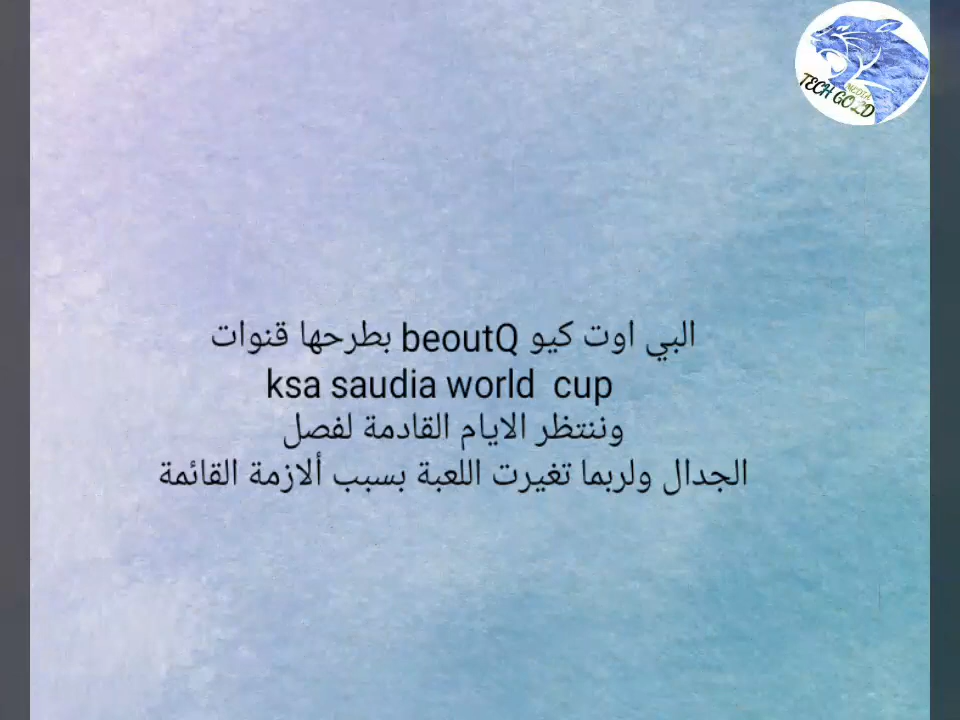 TECH GOLD
MEDIA
البي اوت كيو beoutQ بطرحها قنوات
ksa saudia world cup
وننتظر الايام القادمة لفصل
الجدال ولربما تغيرت اللعبة بسبب ألازمة القائمة